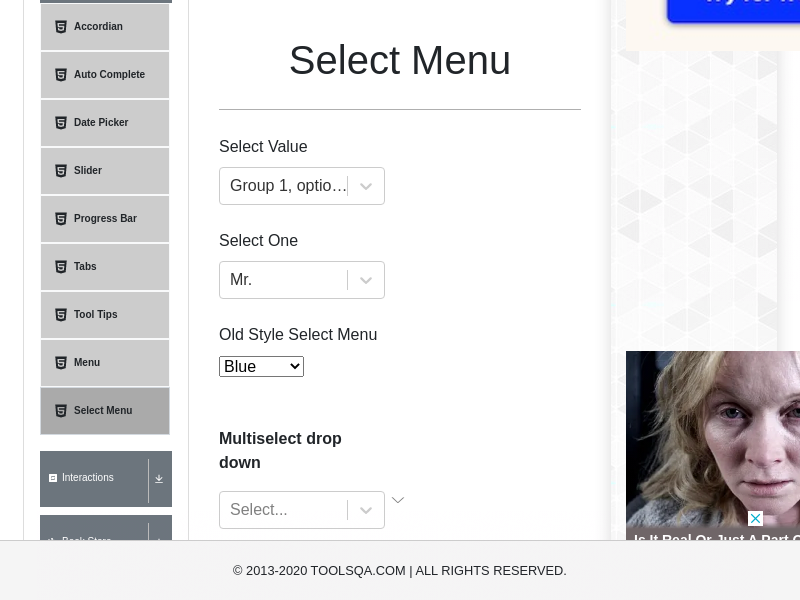 Accordian
Auto Complete
Date Picker
Slider
Progress Bar
Tabs
Tool Tips
Menu
Select Menu
Interactions
Select Menu
Select Value
Group 1, optio...
Select One
Mr.
Old Style Select Menu
Blue
Multiselect drop
down
Select...
Is It Real Or Just A Part O
© 2013-2020 TOOLSQA.COM | ALL RIGHTS RESERVED.